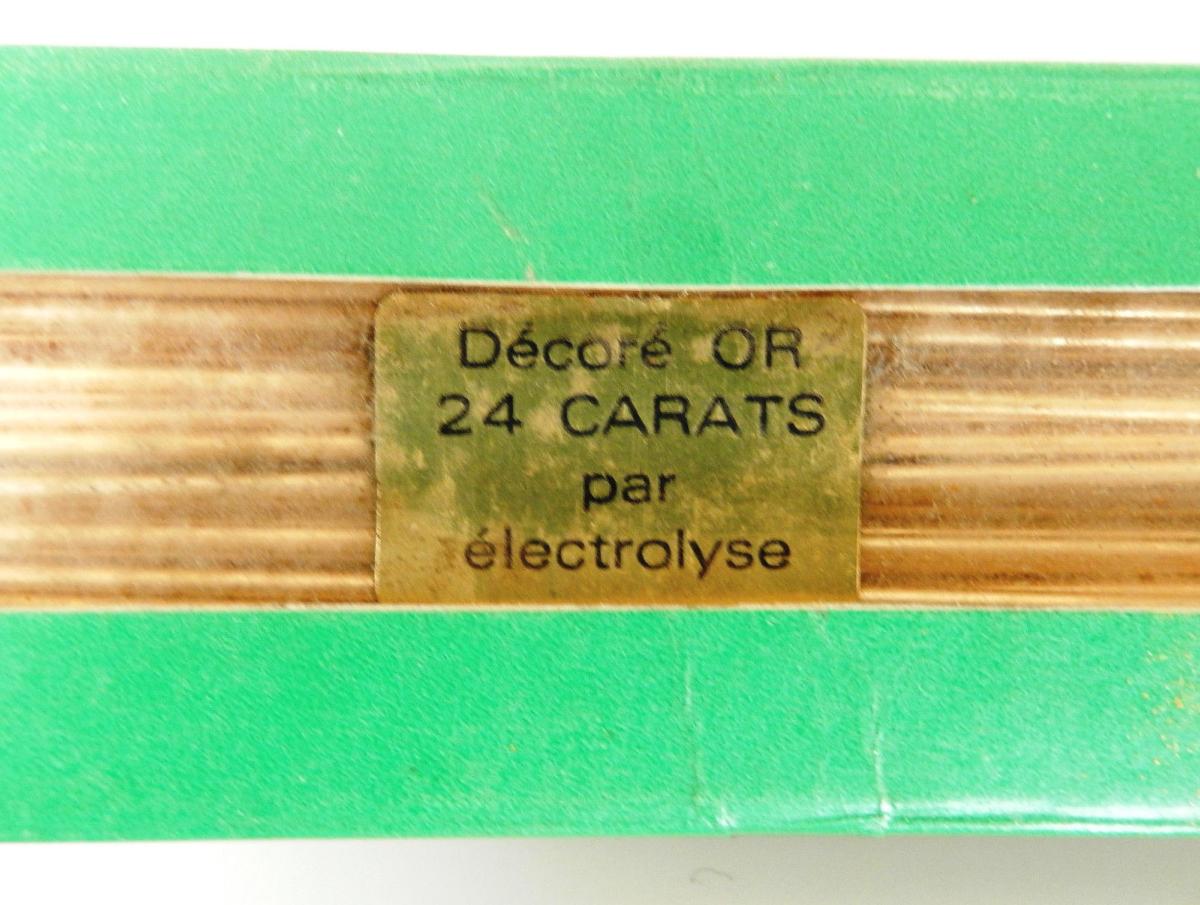 Décoré OR
24 CARATS
par
électrolyse